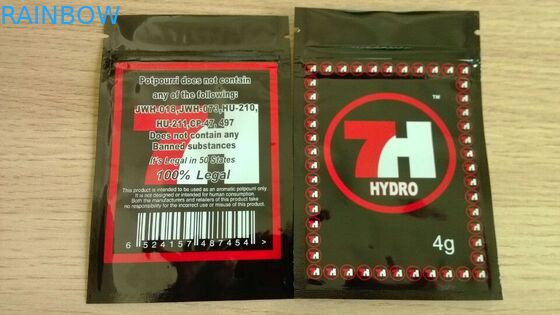 RAINBOW
Potpourri does not contain
any of the following:
JWH-018,JWH-073,HU-210,
HU-211,CP-47, 497
Does not contain any
Banned substances
It's Legal in 50 States
100% Legal
This product is intended to be used as an aromatic potpourri only.
It is not designed or intended for human consumption.
Both the manufacturers and retailers of this product take
no responsibility for the incorrect use or misuse of this product.
6 524157 487454 >
7H
TM
HYDRO
4g